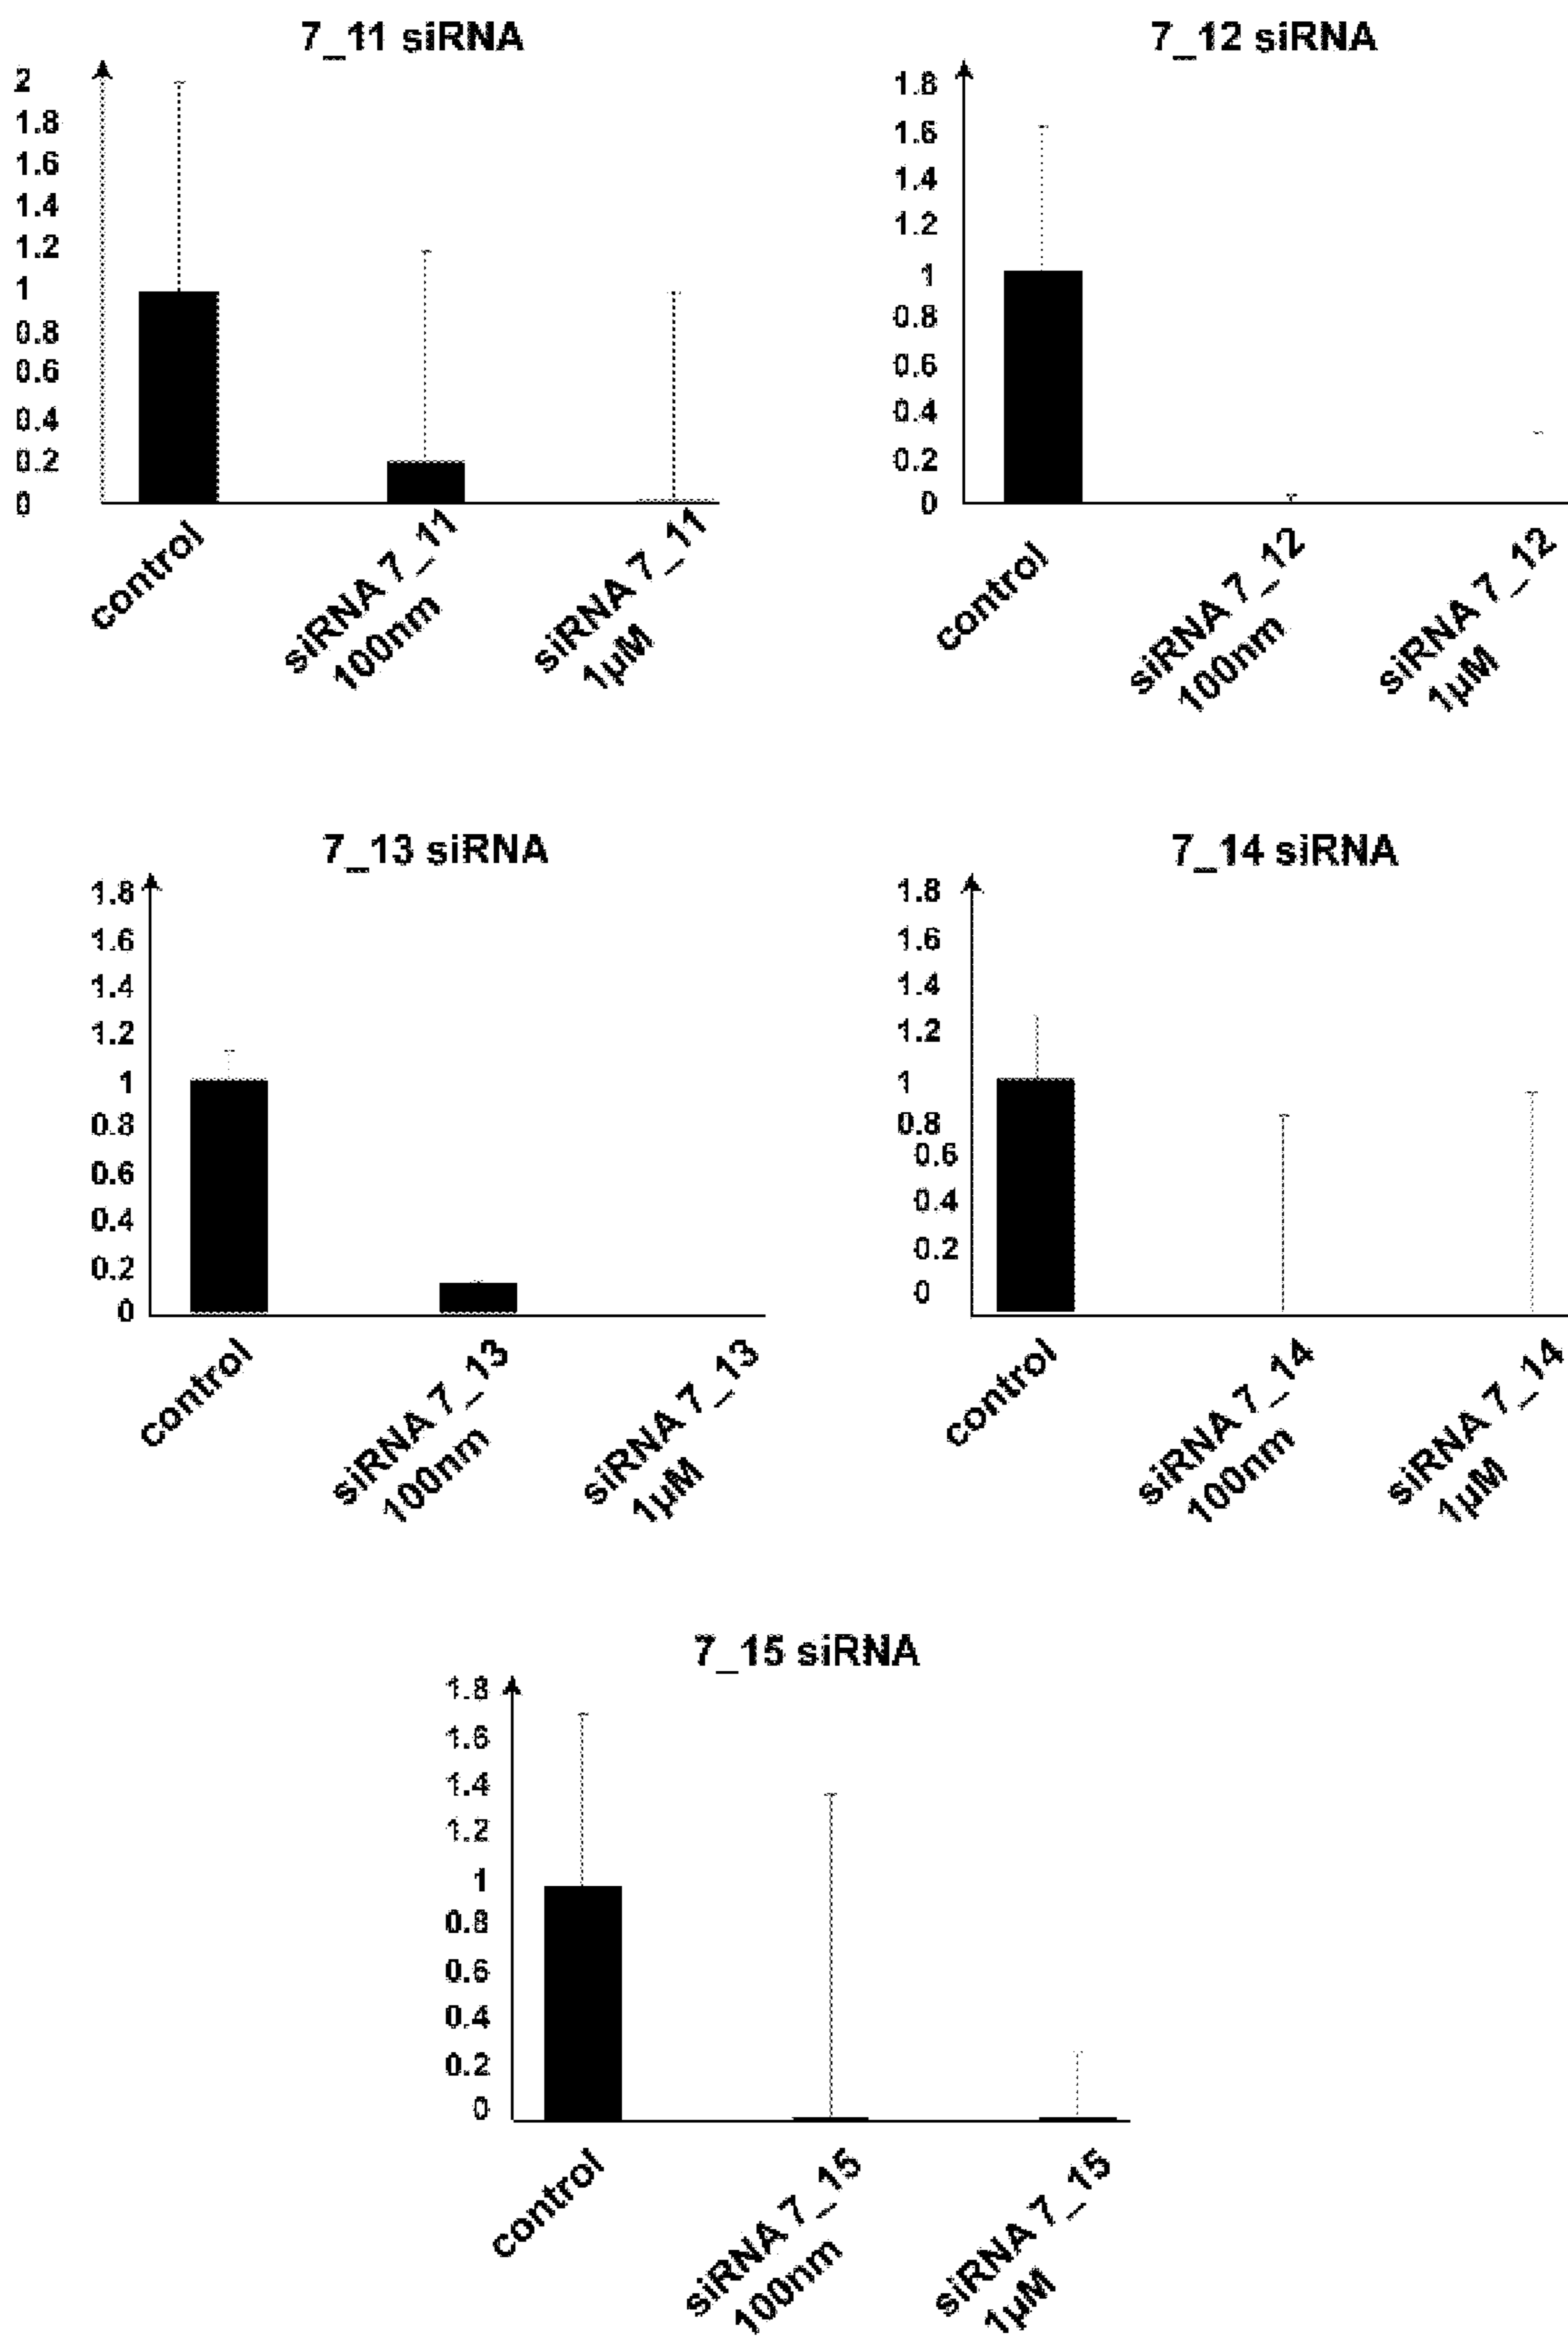 7_11 siRNA
2
1.8
1.6
1.4
1.2
1
0.8
0.6
0.4
0.2
0
control
siRNA 7_11
100nm
siRNA 7_11
1µM
7_12 siRNA
1.8
1.6
1.4
1.2
1
0.8
0.6
0.4
0.2
0
control
siRNA 7_12
100nm
siRNA 7_12
1µM
7_13 siRNA
1.8
1.6
1.4
1.2
1
0.8
0.6
0.4
0.2
0
control
siRNA 7_13
100nm
siRNA 7_13
1µM
7_14 siRNA
1.8
1.6
1.4
1.2
1
0.8
0.6
0.4
0.2
0
control
siRNA 7_14
100nm
siRNA 7_14
1µM
7_15 siRNA
1.8
1.6
1.4
1.2
1
0.8
0.6
0.4
0.2
0
control
siRNA 7_15
100nm
siRNA 7_15
1µM